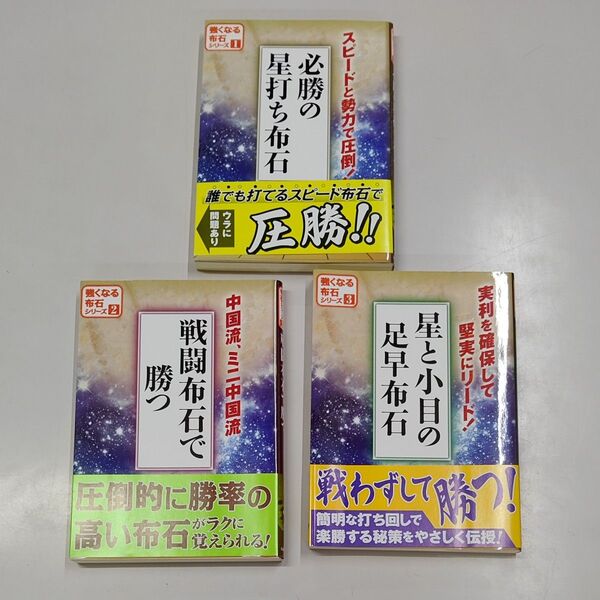 強くなる
布石
シリーズ1
スピードと勢力で圧倒!
必勝の
星打ち布石
誰でも打てるスピード布石で
圧勝!!
ウラに
問題あり
強くなる
布石
シリーズ2
中国流、ミニ中国流
戦闘布石で
勝つ
圧倒的に勝率の
高い布石がラクに
覚えられる!
強くなる
布石
シリーズ3
実利を確保して
堅実にリード!
星と小目の
足早布石
戦わずして勝つ!
簡明な打ち回しで
楽勝する秘策をやさしく伝授!